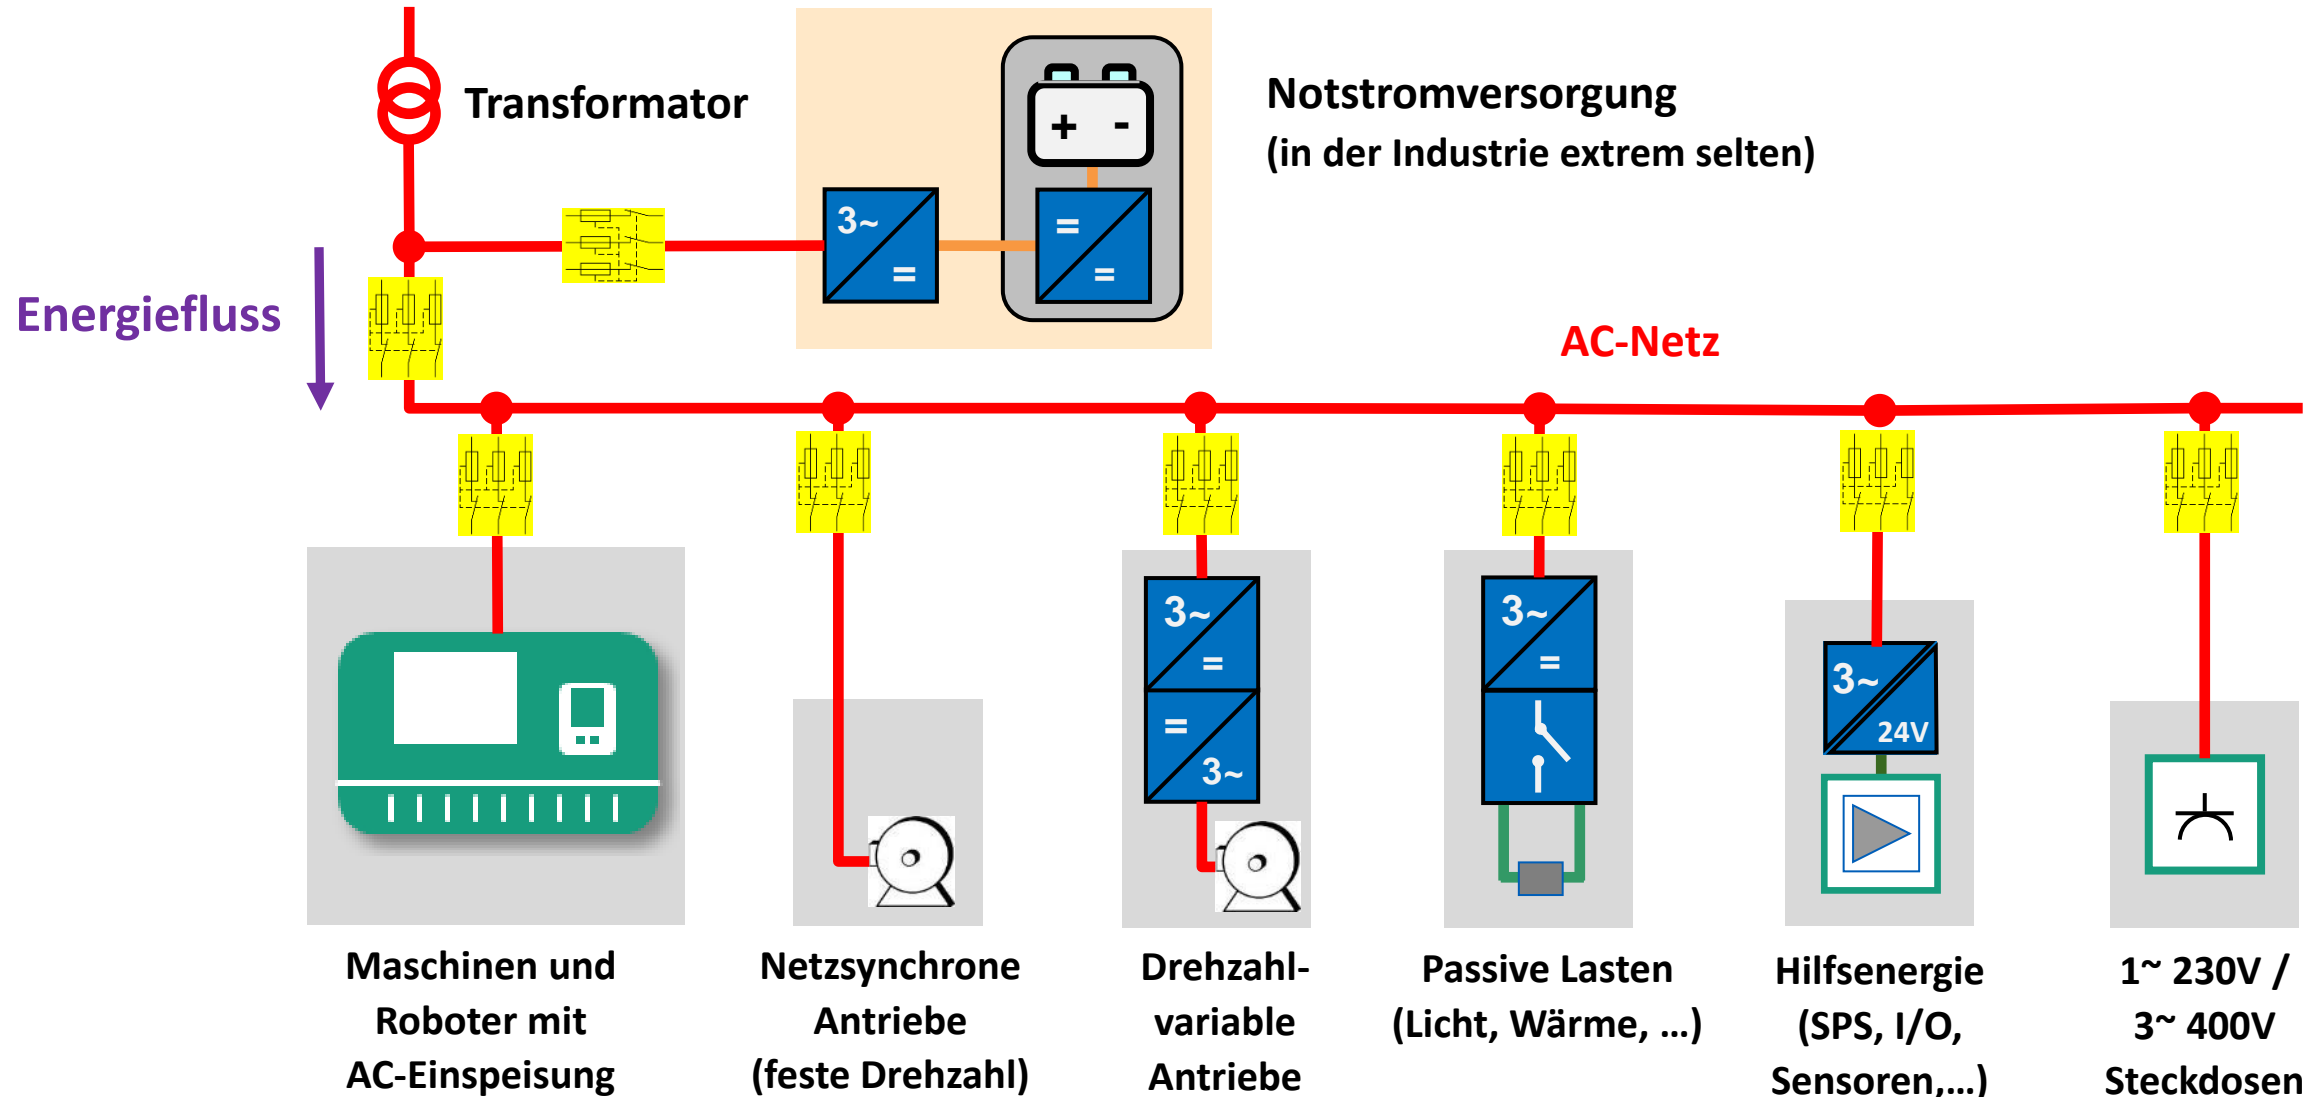 Transformator
+ -
Notstromversorgung
(in der Industrie extrem selten)
3~
=
=
=
Energiefluss
AC-Netz
3~
=
=
3~
3~
=
3~
24V
Maschinen und
Roboter mit
AC-Einspeisung
Netzsynchrone
Antriebe
(feste Drehzahl)
Drehzahl-
variable
Antriebe
Passive Lasten
(Licht, Wärme, ...)
Hilfsenergie
(SPS, I/O,
Sensoren,...)
1~ 230V /
3~ 400V
Steckdosen